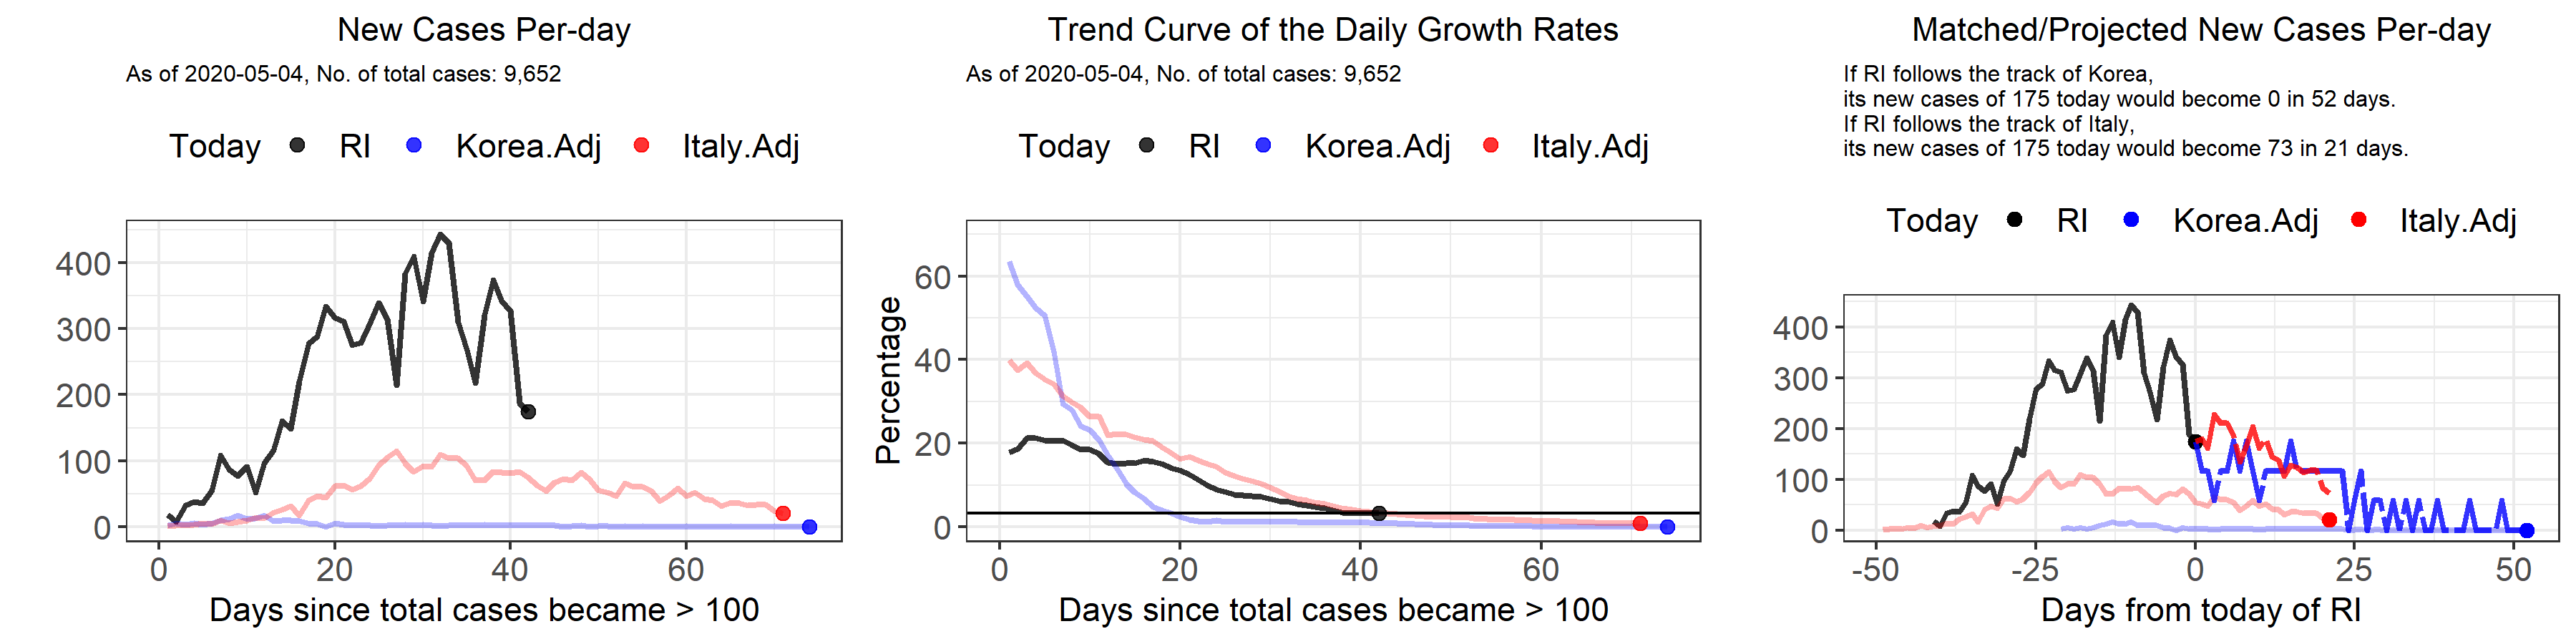 New Cases Per-day
As of 2020-05-04, No. of total cases: 9,652
Today RI Korea.Adj Italy.Adj
400
300
200
100
0
0 20 40 60
Days since total cases became > 100
Trend Curve of the Daily Growth Rates
As of 2020-05-04, No. of total cases: 9,652
Today RI Korea.Adj Italy.Adj
Percentage
60
40
20
0
0 20 40 60
Days since total cases became > 100
Matched/Projected New Cases Per-day
If RI follows the track of Korea,
its new cases of 175 today would become 0 in 52 days.
If RI follows the track of Italy,
its new cases of 175 today would become 73 in 21 days.
Today RI Korea.Adj Italy.Adj
400
300
200
100
0
-50 -25 0 25 50
Days from today of RI